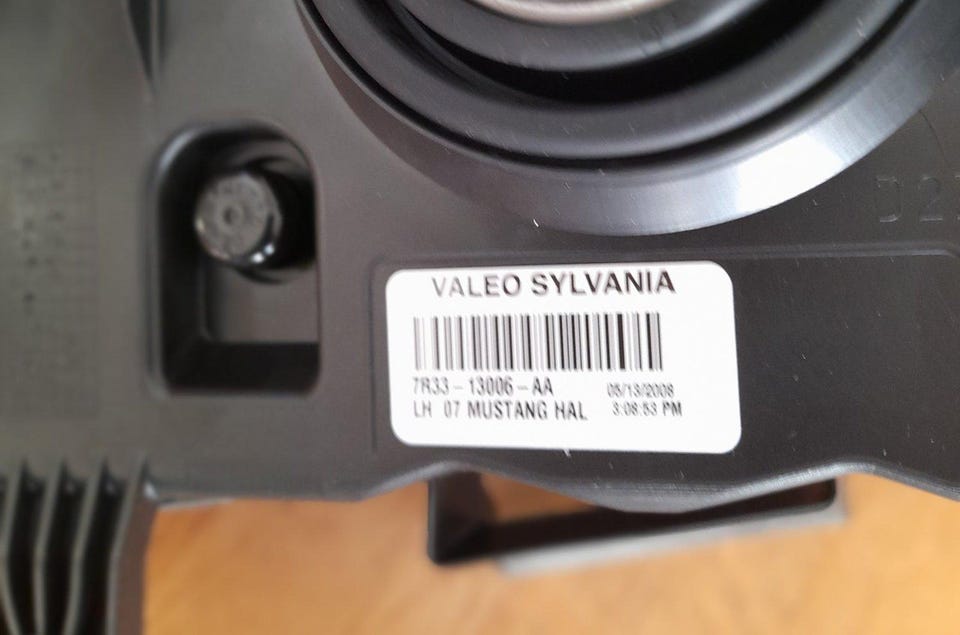 VALEO SYLVANIA
7R33-13006-AA 05/13/2008
LH 07 MUSTANG HAL 3:08:53 PM